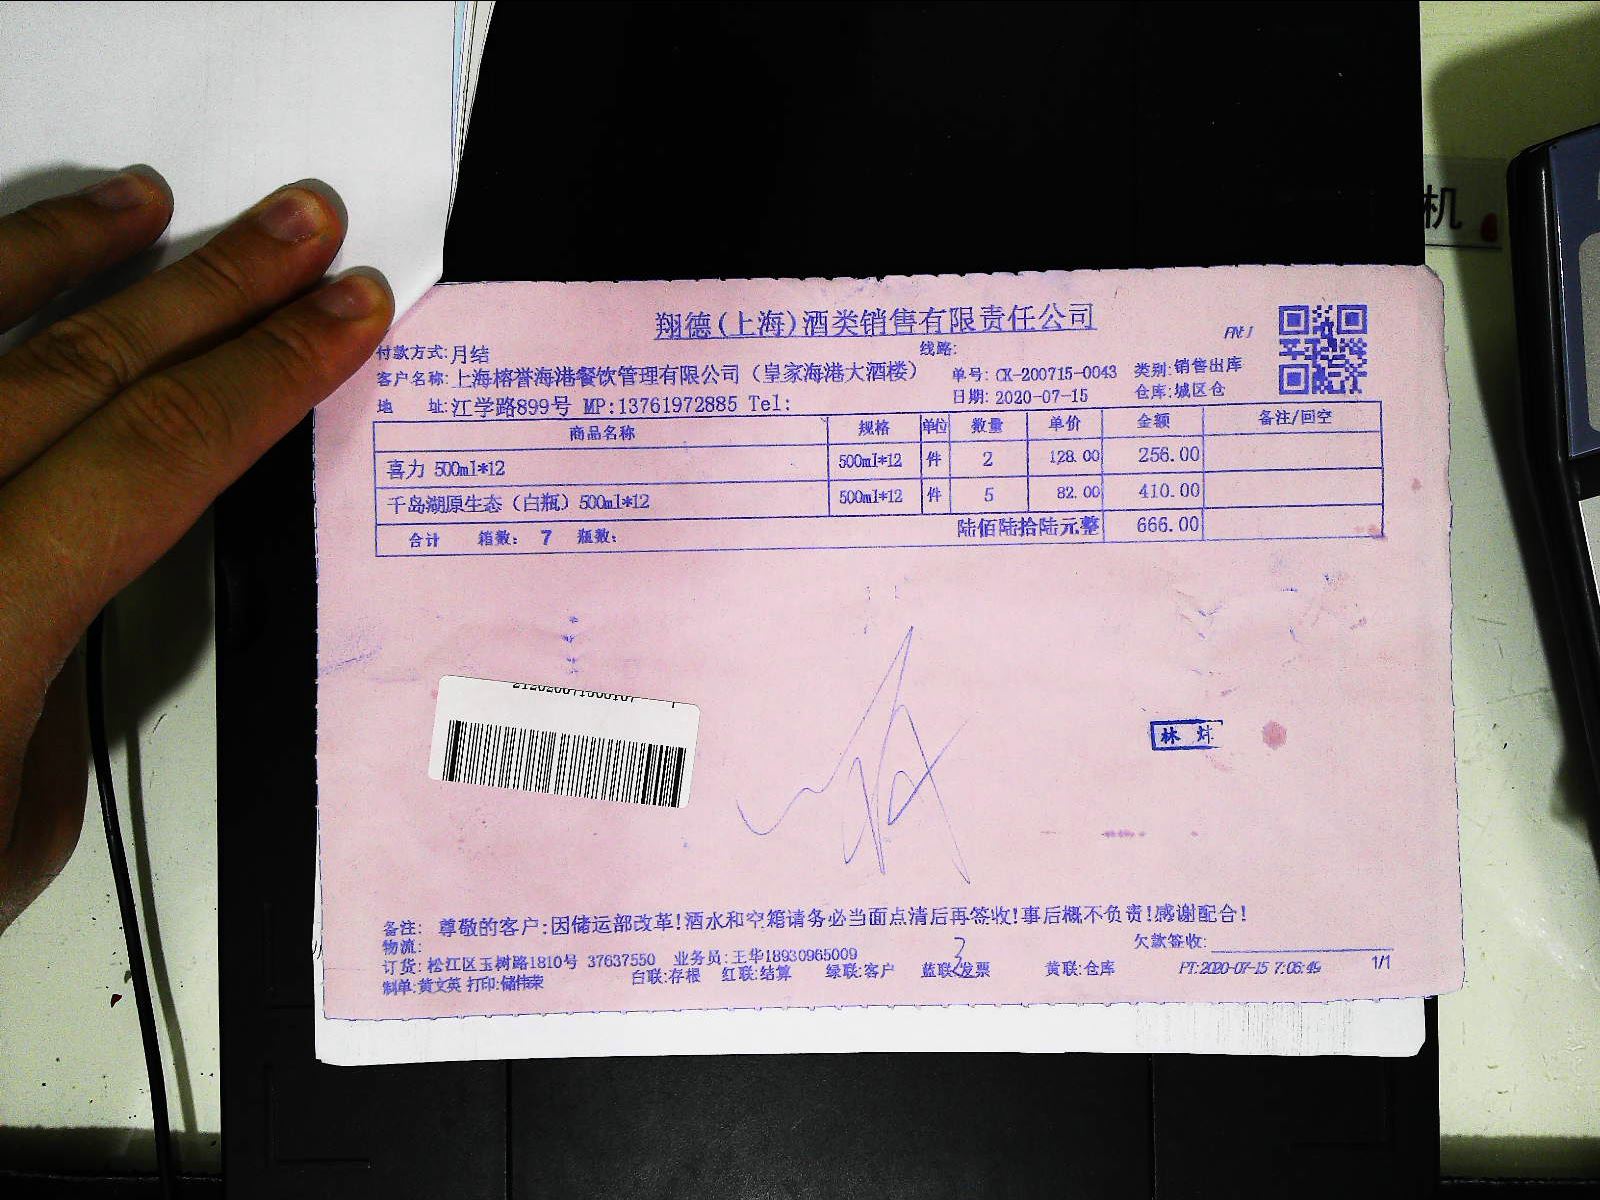 机
翔德(上海)酒类销售有限责任公司
付款方式:月结 线路:
客户名称:上海榕誉海港餐饮管理有限公司（皇家海港大酒楼） 单号: CK-200715-0043 类别:销售出库
地 址:江学路899号 MP:13761972885 Tel: 日期: 2020-07-15 仓库:城区仓
商品名称 规格 单位 数量 单价 金额 备注/回空
喜力 500ml*12 500ml*12 件 2 128.00 256.00
千岛湖原生态（白瓶）500ml*12 500ml*12 件 5 82.00 410.00
合计 箱数: 7 瓶数: 陆佰陆拾陆元整 666.00
林
备注: 尊敬的客户:因储运部改革!酒水和空箱请务必当面点清后再签收!事后概不负责!感谢配合!
物流: 欠款签收:
订货: 松江区玉树路1810号 37637550 业务员:王华18930965009
制单:黄文英 打印:储伟荣 白联:存根 红联:结算 绿联:客户 蓝联:发票 黄联:仓库 PT:2020-07-15 7:06:49 1/1